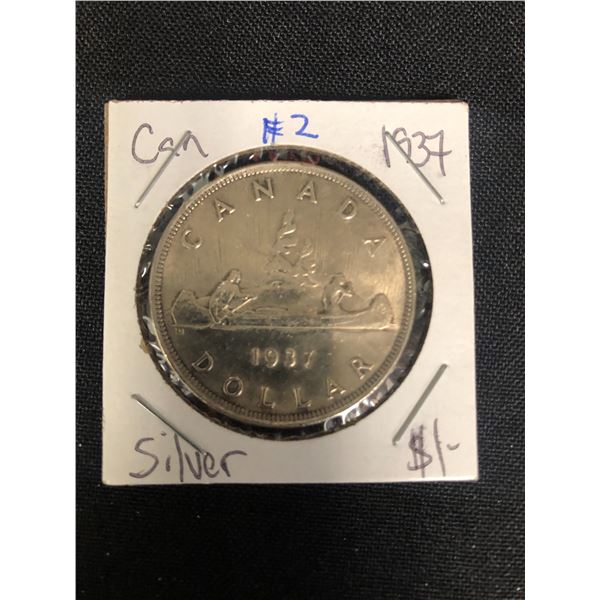 Can #2 1937
CANADA
1937
DOLLAR
Silver $1-